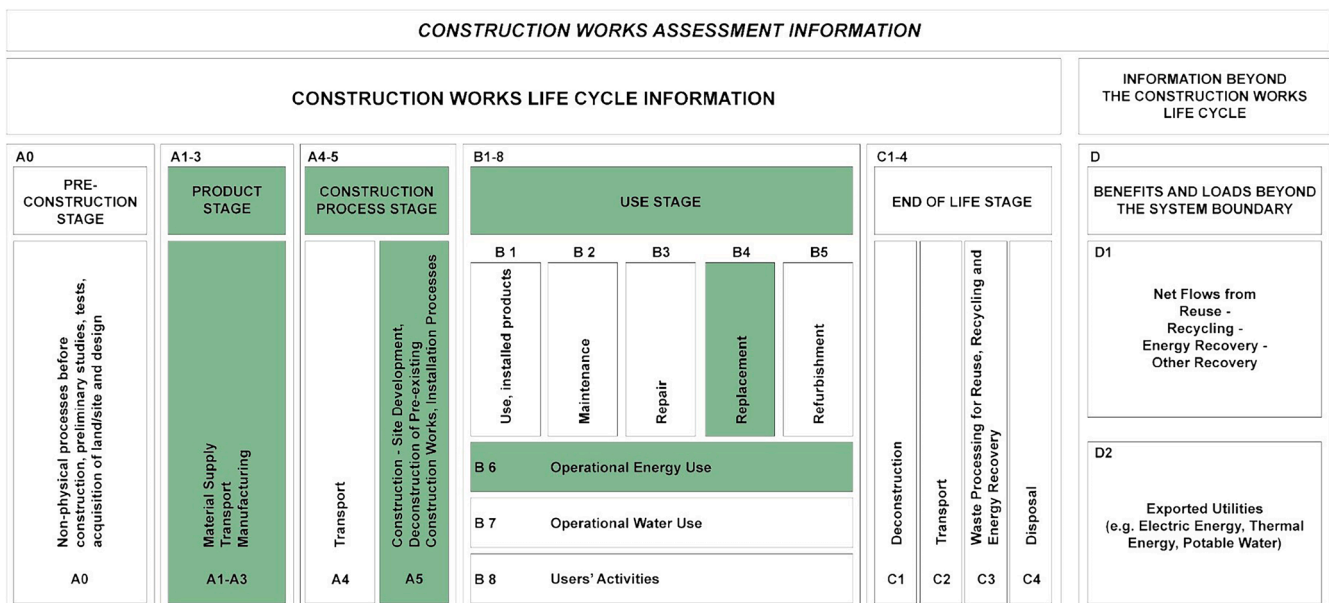 CONSTRUCTION WORKS ASSESSMENT INFORMATION
CONSTRUCTION WORKS LIFE CYCLE INFORMATION
INFORMATION BEYOND
THE CONSTRUCTION WORKS
LIFE CYCLE
A0
PRE-
CONSTRUCTION
STAGE
Non-physical processes before
construction, preliminary studies, tests,
acquisition of land/site and design
A0
A1-3
PRODUCT
STAGE
Material Supply
Transport
Manufacturing
A1-A3
A4-5
CONSTRUCTION
PROCESS STAGE
Transport
A4
Construction - Site Development,
Deconstruction of Pre-existing
Construction Works, Installation Processes
A5
B1-8
USE STAGE
B 1
Use, installed products
B 2
Maintenance
B3
Repair
B4
Replacement
B5
Refurbishment
B 6 Operational Energy Use
B 7 Operational Water Use
B 8 Users' Activities
C1-4
END OF LIFE STAGE
Deconstruction
C1
Transport
C2
Waste Processing for Reuse, Recycling and
Energy Recovery
C3
Disposal
C4
D
BENEFITS AND LOADS BEYOND
THE SYSTEM BOUNDARY
D1
Net Flows from
Reuse -
Recycling -
Energy Recovery -
Other Recovery
D2
Exported Utilities
(e.g. Electric Energy, Thermal
Energy, Potable Water)